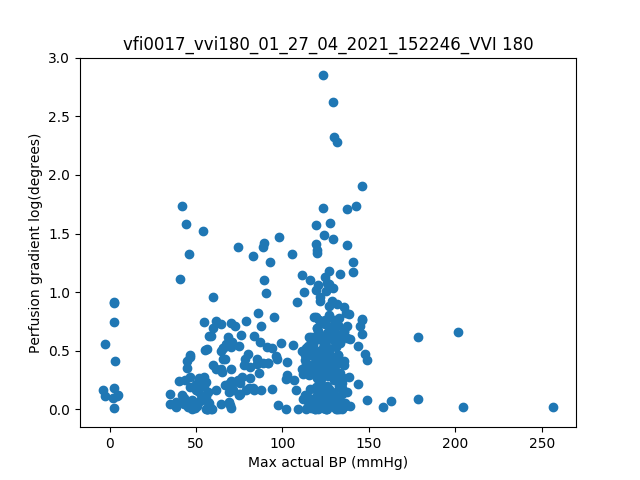 vfi0017_vvi180_01_27_04_2021_152246_VVI 180
3.0
2.5
2.0
1.5
1.0
0.5
0.0
Perfusion gradient log(degrees)
0 50 100 150 200 250
Max actual BP (mmHg)